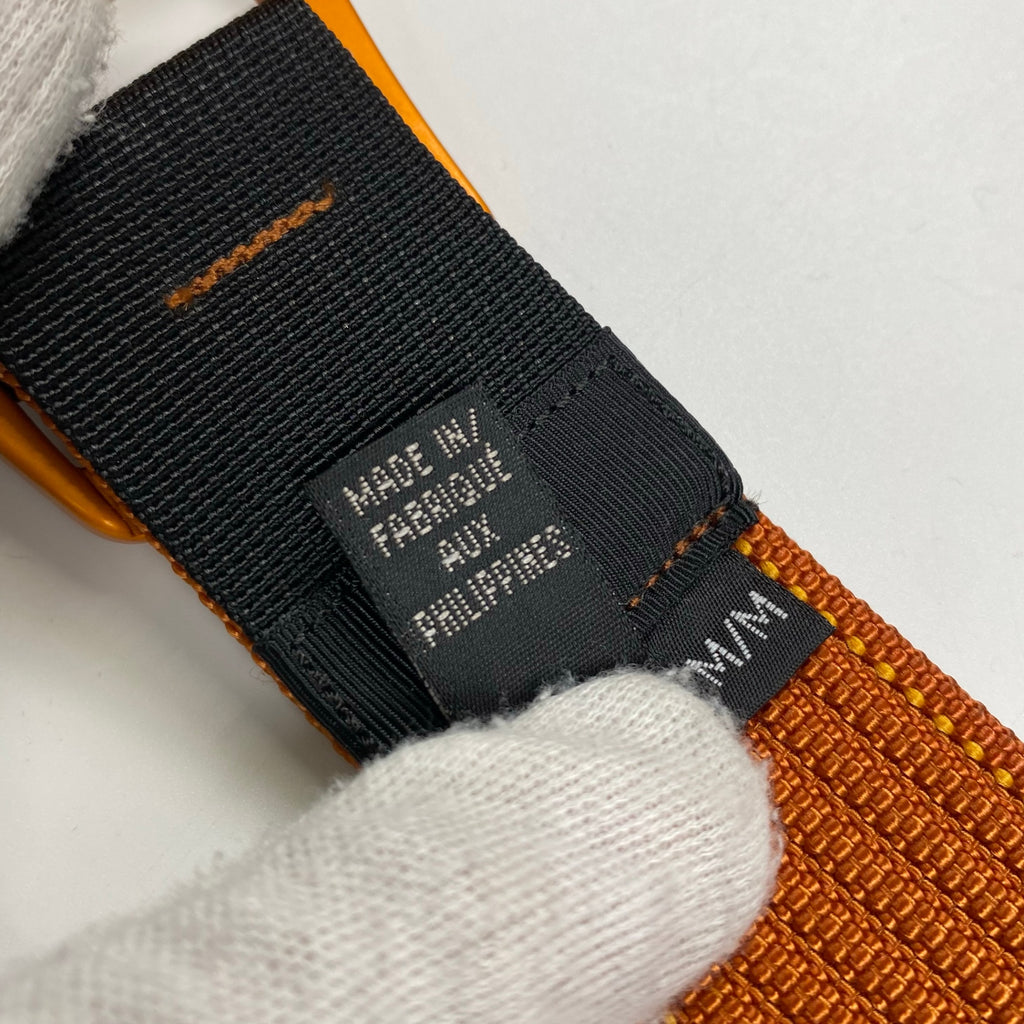 MADE IN/
FABRIQUÉ
AUX
PHILIPPINES
M/M